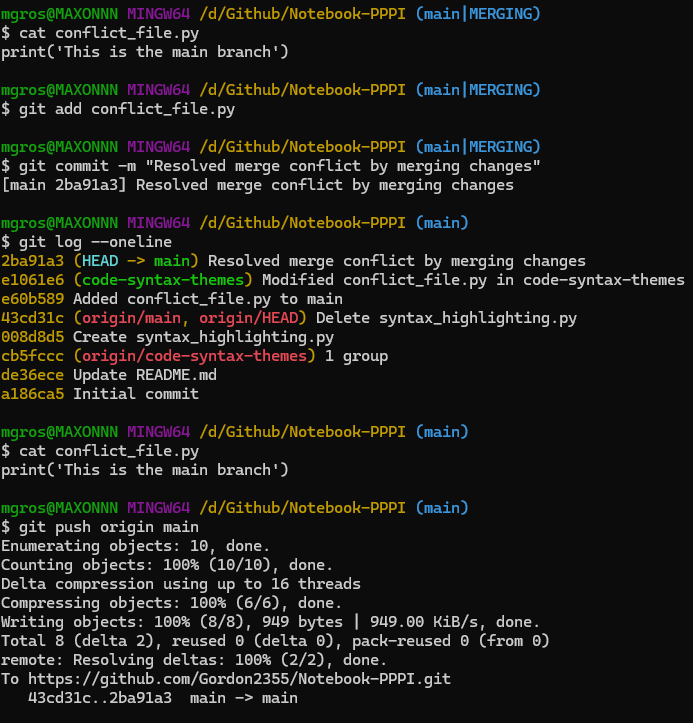 mgros@MAXONNN MINGW64 /d/Github/Notebook-PPPI (main|MERGING)
$ cat conflict_file.py
print('This is the main branch')
mgros@MAXONNN MINGW64 /d/Github/Notebook-PPPI (main|MERGING)
$ git add conflict_file.py
mgros@MAXONNN MINGW64 /d/Github/Notebook-PPPI (main|MERGING)
$ git commit -m "Resolved merge conflict by merging changes"
[main 2ba91a3] Resolved merge conflict by merging changes
mgros@MAXONNN MINGW64 /d/Github/Notebook-PPPI (main)
$ git log --oneline
2ba91a3 (HEAD -> main) Resolved merge conflict by merging changes
e1061e6 (code-syntax-themes) Modified conflict_file.py in code-syntax-themes
e60b589 Added conflict_file.py to main
43cd31c (origin/main, origin/HEAD) Delete syntax_highlighting.py
008d8d5 Create syntax_highlighting.py
cb5fccc (origin/code-syntax-themes) 1 group
de36ece Update README.md
a186ca5 Initial commit
mgros@MAXONNN MINGW64 /d/Github/Notebook-PPPI (main)
$ cat conflict_file.py
print('This is the main branch')
mgros@MAXONNN MINGW64 /d/Github/Notebook-PPPI (main)
$ git push origin main
Enumerating objects: 10, done.
Counting objects: 100% (10/10), done.
Delta compression using up to 16 threads
Compressing objects: 100% (6/6), done.
Writing objects: 100% (8/8), 949 bytes | 949.00 KiB/s, done.
Total 8 (delta 2), reused 0 (delta 0), pack-reused 0 (from 0)
remote: Resolving deltas: 100% (2/2), done.
To https://github.com/Gordon2355/Notebook-PPPI.git
   43cd31c..2ba91a3  main -> main